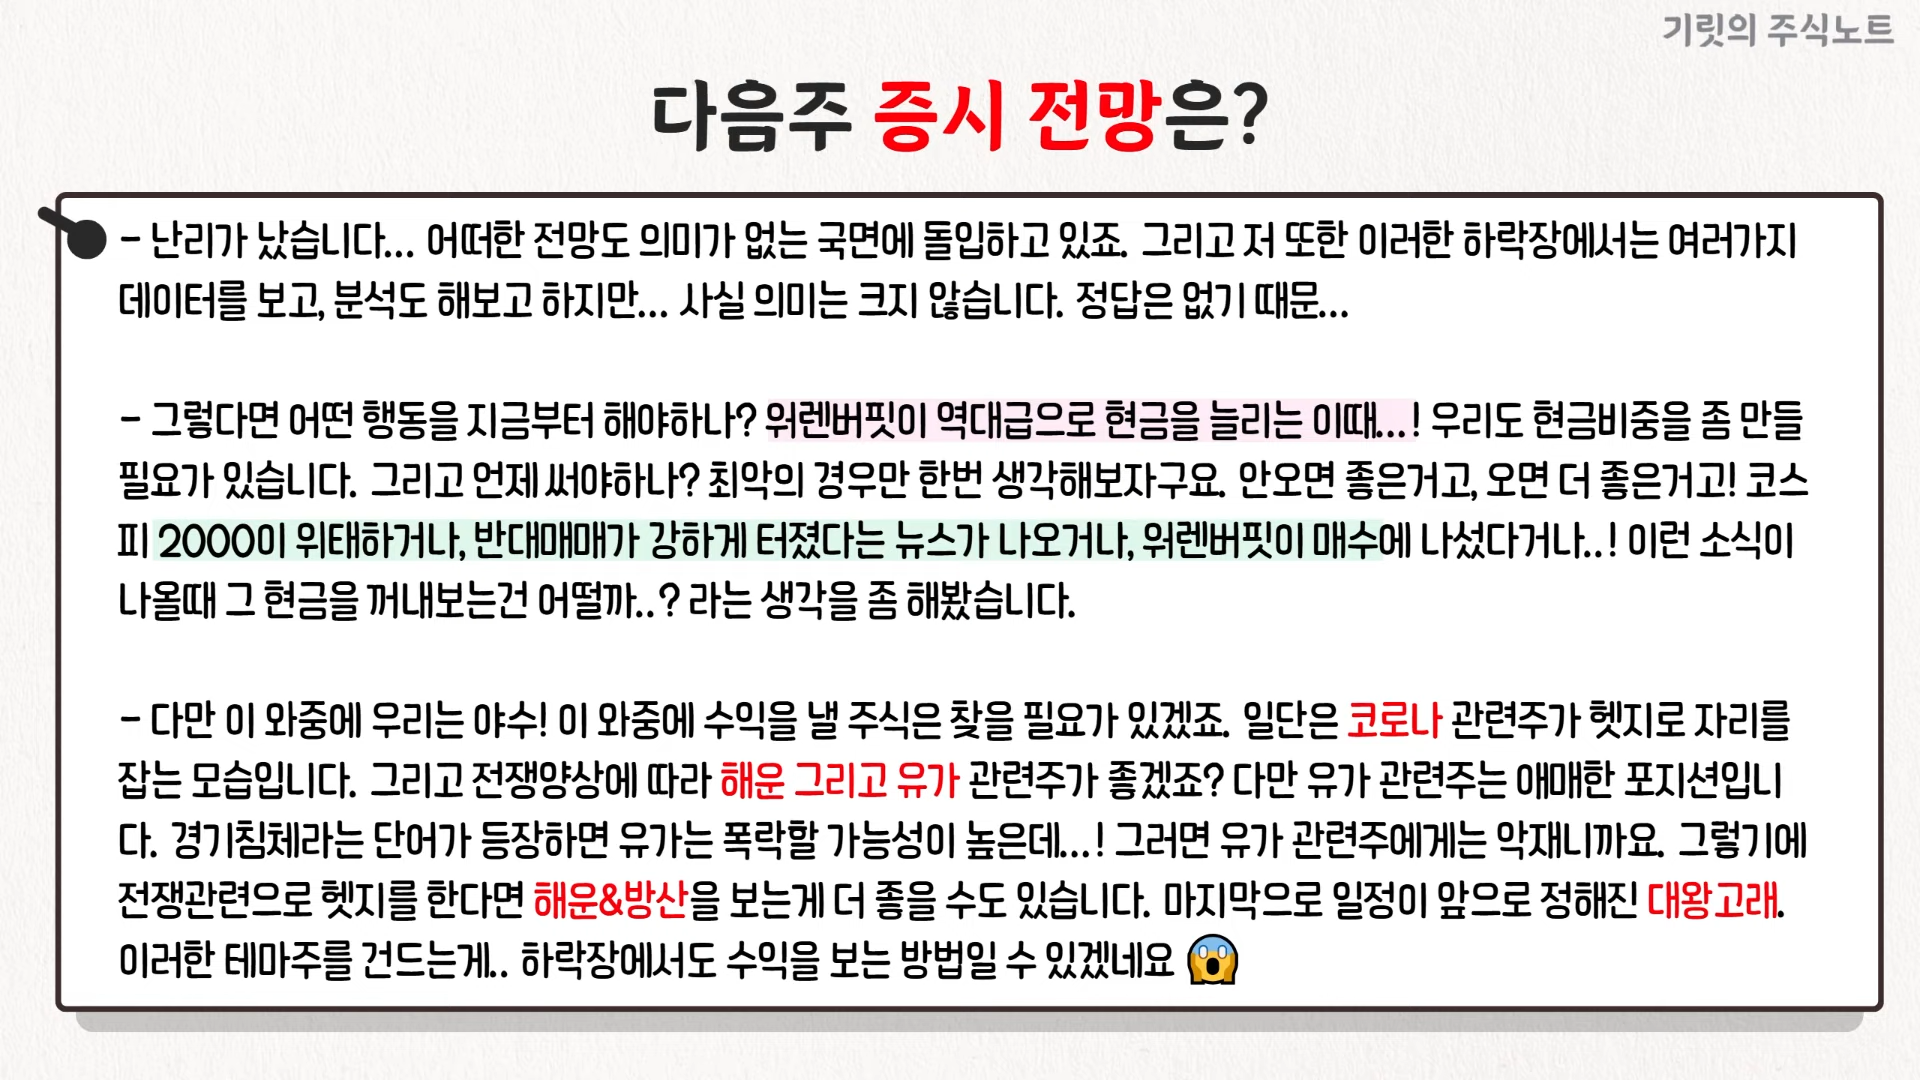 기릿의 주식노트
다음주 증시 전망은?
- 난리가 났습니다... 어떠한 전망도 의미가 없는 국면에 돌입하고 있죠. 그리고 저 또한 이러한 하락장에서는 여러가지
데이터를 보고, 분석도 해보고 하지만... 사실 의미는 크지 않습니다. 정답은 없기 때문...
- 그렇다면 어떤 행동을 지금부터 해야하나? 워렌버핏이 역대급으로 현금을 늘리는 이때...! 우리도 현금비중을 좀 만들
필요가 있습니다. 그리고 언제 써야하나? 최악의 경우만 한번 생각해보자구요. 안오면 좋은거고, 오면 더 좋은거고! 코스
피 2000이 위태하거나, 반대매매가 강하게 터졌다는 뉴스가 나오거나, 워렌버핏이 매수에 나섰다거나..! 이런 소식이
나올때 그 현금을 꺼내보는건 어떨까..? 라는 생각을 좀 해봤습니다.
- 다만 이 와중에 우리는 야수! 이 와중에 수익을 낼 주식은 찾을 필요가 있겠죠. 일단은 코로나 관련주가 헷지로 자리를
잡는 모습입니다. 그리고 전쟁양상에 따라 해운 그리고 유가 관련주가 좋겠죠? 다만 유가 관련주는 애매한 포지션입니
다. 경기침체라는 단어가 등장하면 유가는 폭락할 가능성이 높은데...! 그러면 유가 관련주에게는 악재니까요. 그렇기에
전쟁관련으로 헷지를 한다면 해운&방산을 보는게 더 좋을 수도 있습니다. 마지막으로 일정이 앞으로 정해진 대왕고래.
이러한 테마주를 건드는게.. 하락장에서도 수익을 보는 방법일 수 있겠네요 😱